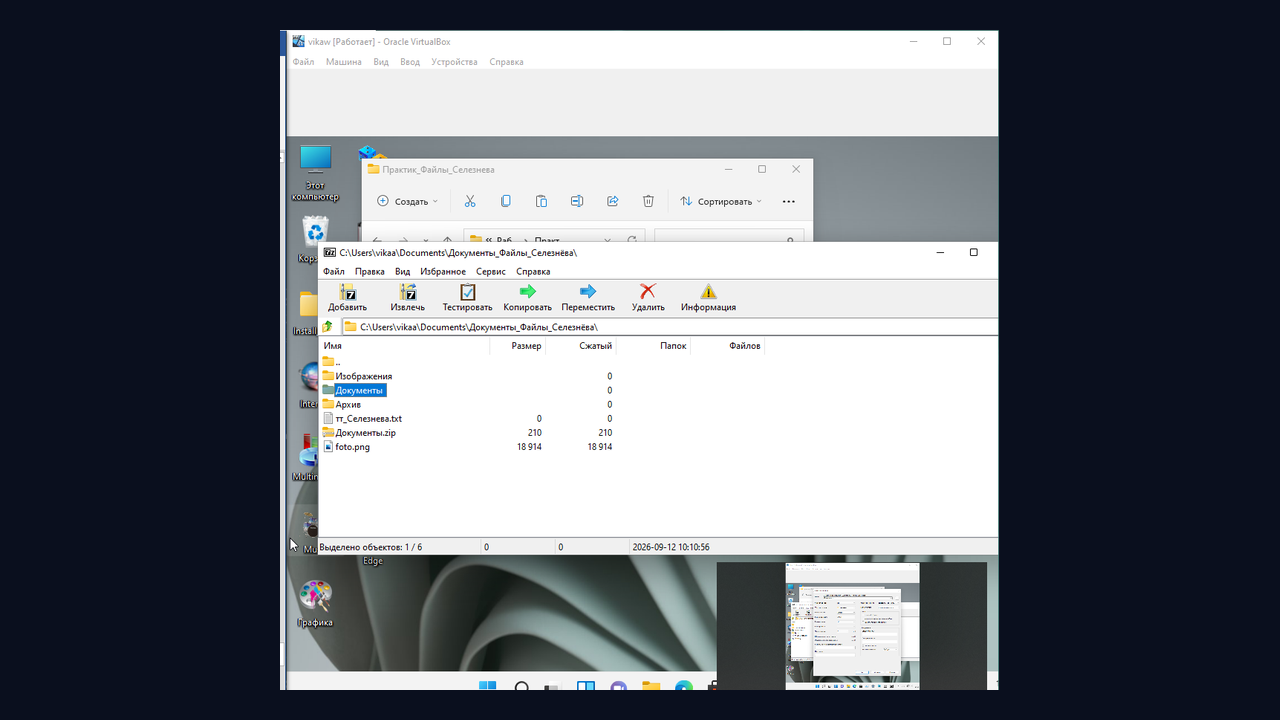 vikaw [Работает] - Oracle VirtualBox
Файл Машина Вид Ввод Устройства Справка
Этот компьютер
Практик_Файлы_Селезнева
Создать
Сортировать
Раб...
Практ...
C:\Users\vikaa\Documents\Документы_Файлы_Селезнёва\
Файл Правка Вид Избранное Сервис Справка
Добавить Извлечь Тестировать Копировать Переместить Удалить Информация
C:\Users\vikaa\Documents\Документы_Файлы_Селезнёва\
Имя Размер Сжатый Папок Файлов
..
Изображения 0
Документы 0
Архив 0
тт_Селезнева.txt 0 0
Документы.zip 210 210
foto.png 18 914 18 914
Выделено объектов: 1 / 6 0 0 2026-09-12 10:10:56
Edge
Графика